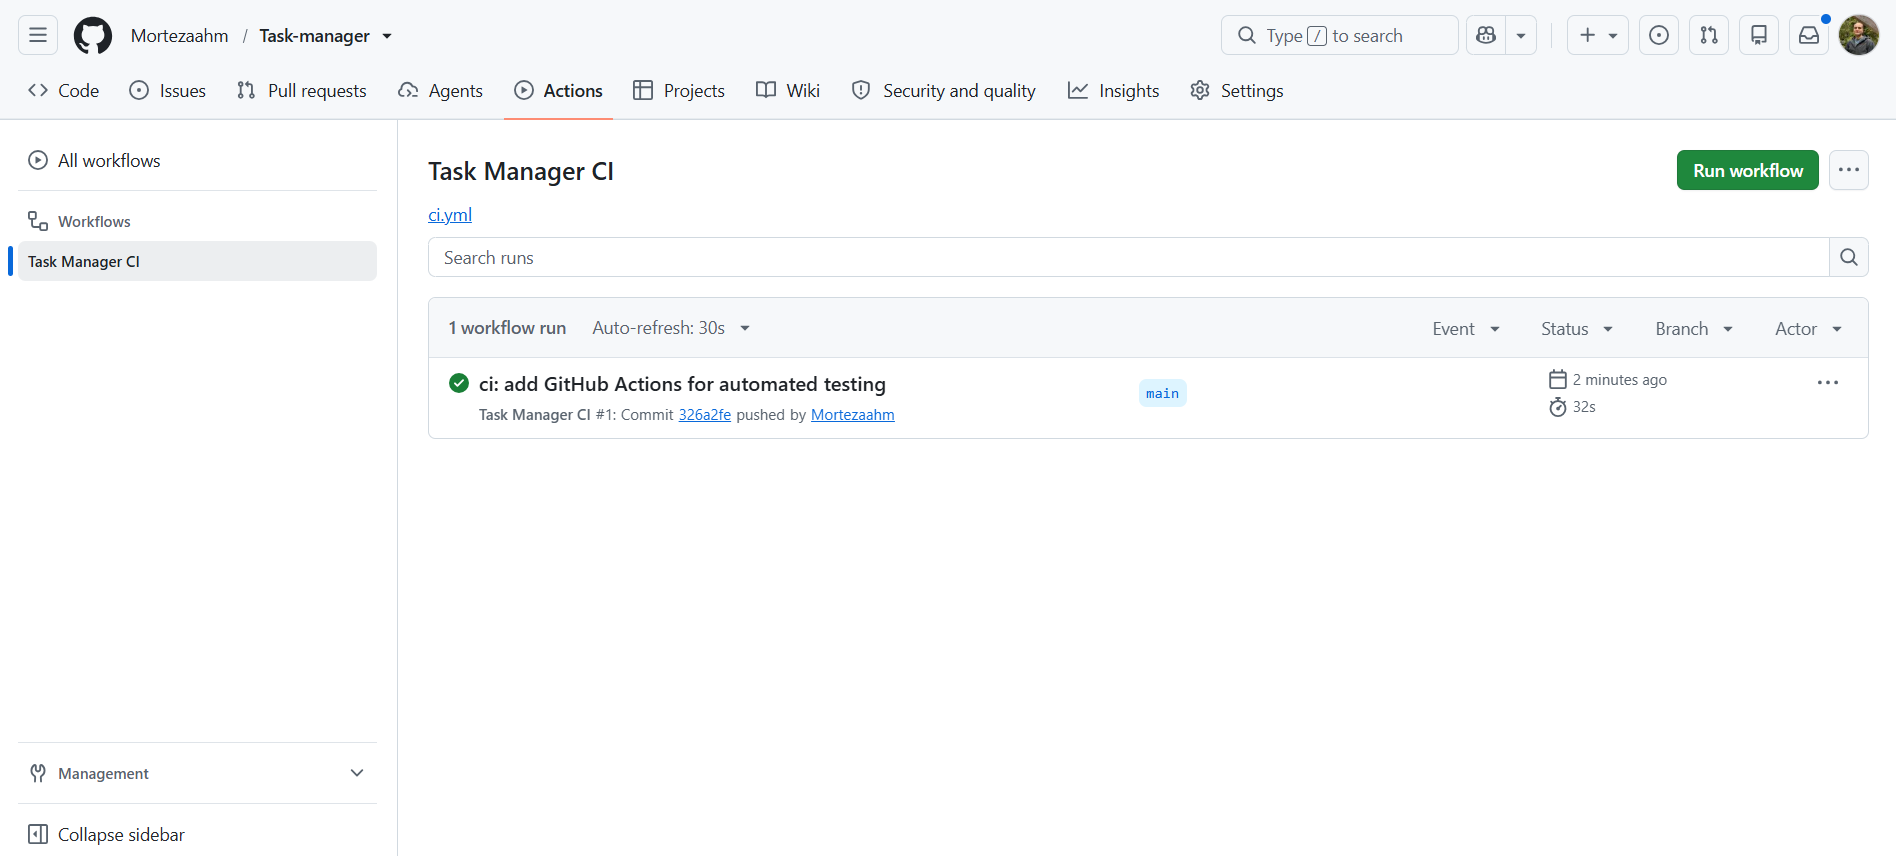 Mortezaahm / Task-manager
Type / to search
Code Issues Pull requests Agents Actions Projects Wiki Security and quality Insights Settings
All workflows
Workflows
Task Manager CI
Management
Collapse sidebar
Task Manager CI
Run workflow
ci.yml
Search runs
1 workflow run Auto-refresh: 30s Event Status Branch Actor
ci: add GitHub Actions for automated testing
Task Manager CI #1: Commit 326a2fe pushed by Mortezaahm
main
2 minutes ago
32s